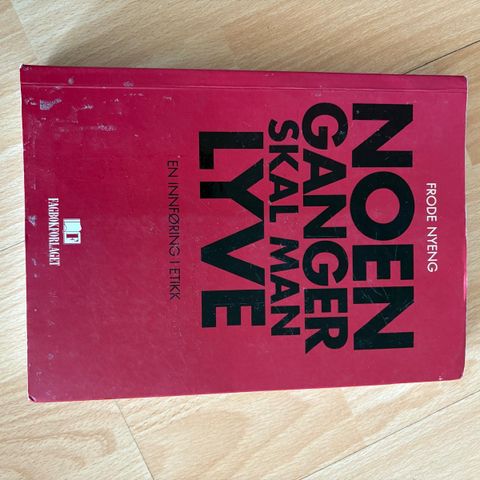 FRODE NYENG
NOEN
GANGER
SKAL MAN
LYVE
EN INNFØRING I ETIKK
F
FAGBOKFORLAGET